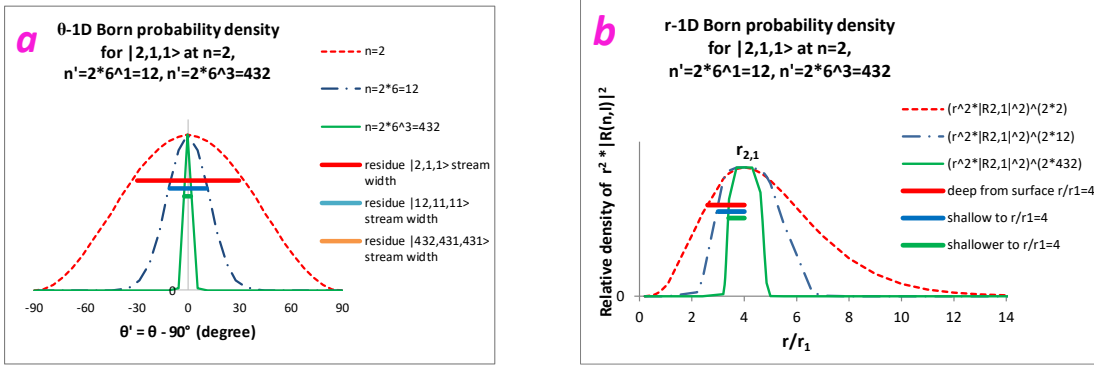 a
θ-1D Born probability density
for |2,1,1> at n=2,
n'=2*6^1=12, n'=2*6^3=432
n=2
n=2*6=12
n=2*6^3=432
residue |2,1,1> stream
width
residue |12,11,11>
stream width
residue |432,431,431>
stream width
0
-90
-60
-30
0
30
60
90
θ' = θ - 90° (degree)
b
r-1D Born probability density
for |2,1,1> at n=2,
n'=2*6^1=12, n'=2*6^3=432
Relative density of r^2 * |R(n,l)|^2
r2,1
(r^2*|R2,1|^2)^(2*2)
(r^2*|R2,1|^2)^(2*12)
(r^2*|R2,1|^2)^(2*432)
deep from surface r/r1=4
shallow to r/r1=4
shallower to r/r1=4
0
0
2
4
6
8
10
12
14
r/r1